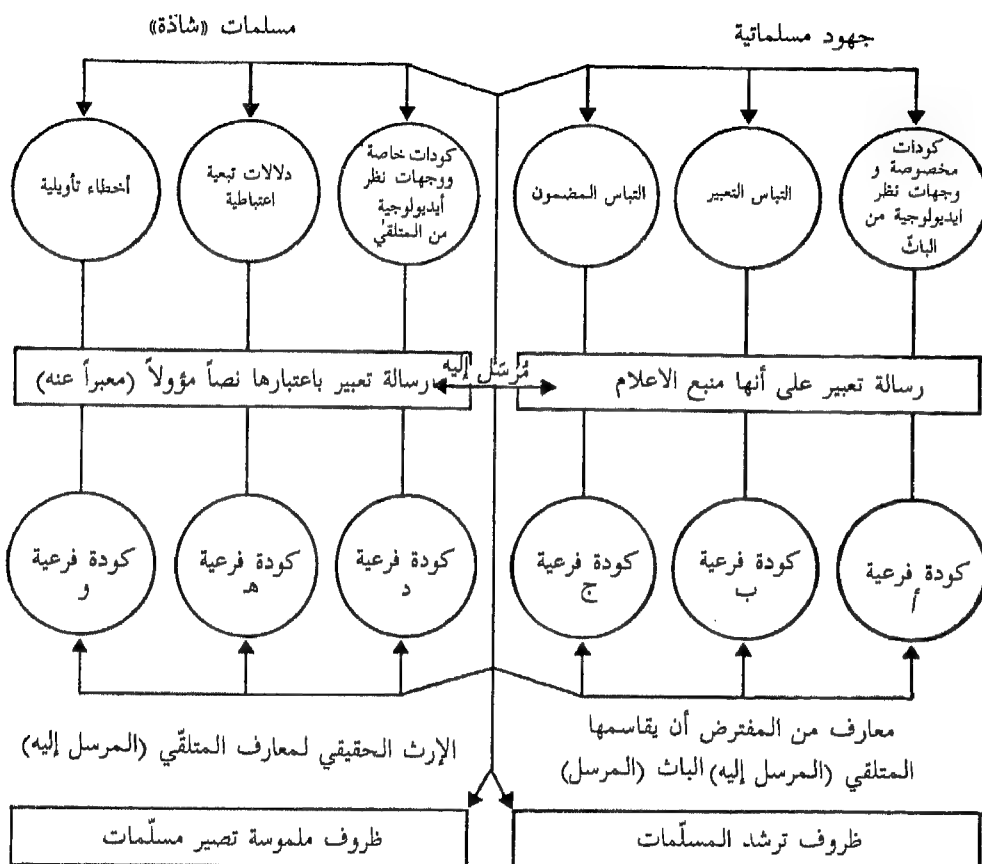 جهود مسلماتية
مسلمات «شاذة»
كودات
مخصوصة و
وجهات نظر
ايديولوجية من
الباثّ
التباس التعبير
التباس المضمون
كودات خاصة
ووجهات نظر
أيديولوجية
من المتلقي
دلالات تبعية
اعتباطية
أخطاء تأويلية
رسالة تعبير على أنها منبع الاعلام
مُرسَل إليه
رسالة تعبير باعتبارها نصاً مؤولاً (معبراً عنه)
كودة فرعية
أ
كودة فرعية
ب
كودة فرعية
ج
كودة فرعية
د
كودة فرعية
هـ
كودة فرعية
و
معارف من المفترض أن يقاسمها
المتلقي (المرسل إليه) الباث (المرسل)
الإرث الحقيقي لمعارف المتلقّي (المرسل إليه)
ظروف ترشد المسلّمات
ظروف ملموسة تصير مسلّمات